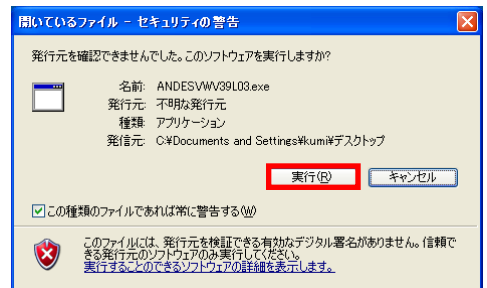 開いているファイル - セキュリティの警告
発行元を確認できませんでした。このソフトウェアを実行しますか?
名前: ANDESVWV39L03.exe
発行元: 不明な発行元
種類: アプリケーション
発信元: C:¥Documents and Settings¥kumi¥デスクトップ
実行(R)
キャンセル
この種類のファイルであれば常に警告する(W)
このファイルには、発行元を検証できる有効なデジタル署名がありません。信頼で
きる発行元のソフトウェアのみ実行してください。
実行することのできるソフトウェアの詳細を表示します。